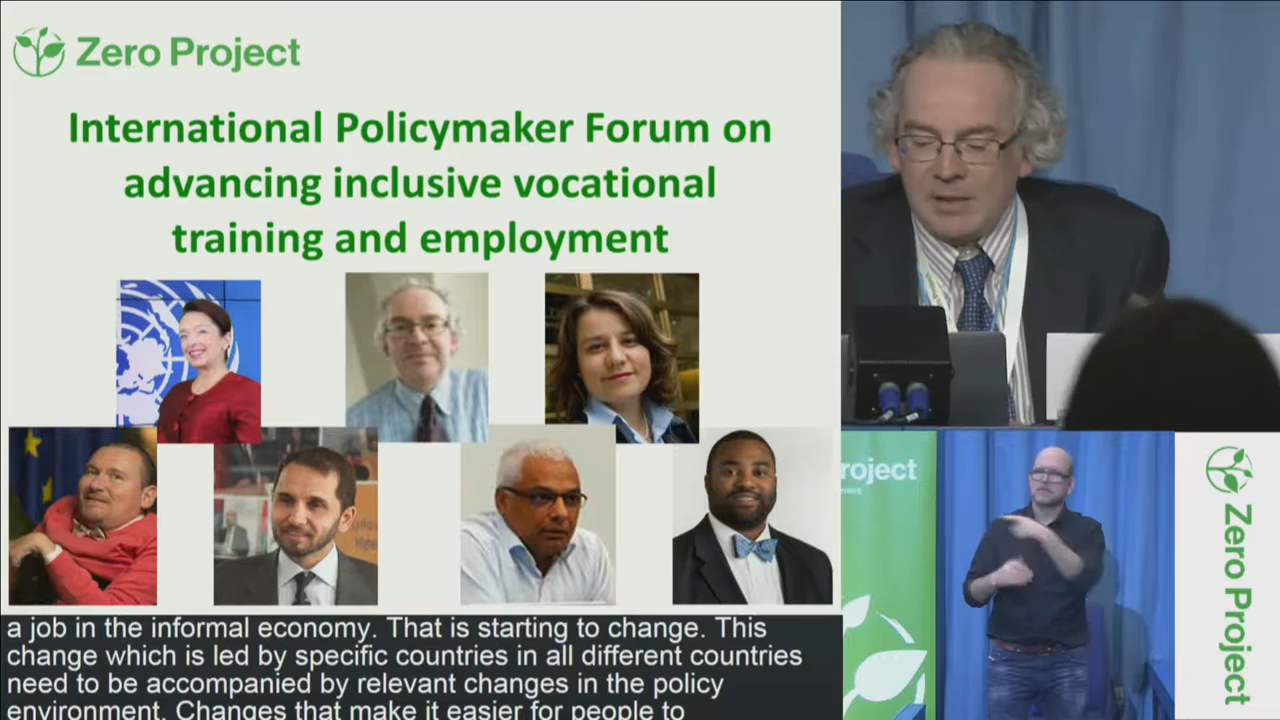 Zero Project
International Policymaker Forum on
advancing inclusive vocational
training and employment
a job in the informal economy. That is starting to change. This
change which is led by specific countries in all different countries
need to be accompanied by relevant changes in the policy
environment. Changes that make it easier for people to
roject
Zero Project